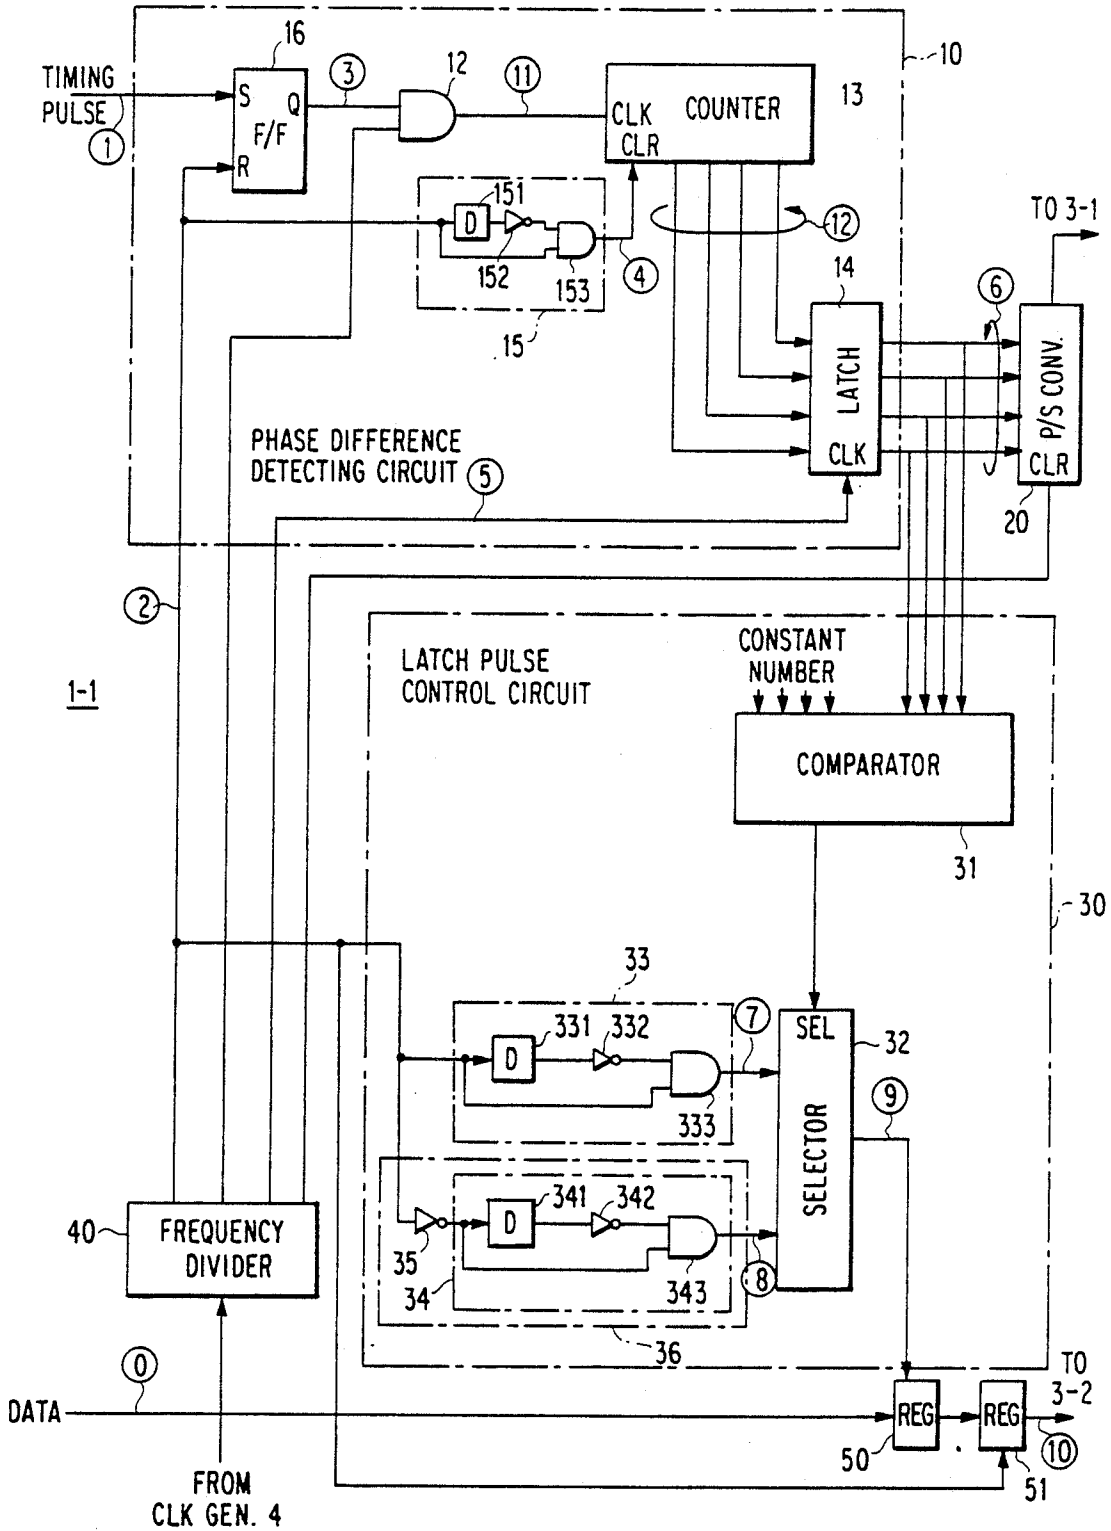 16
10
TIMING
PULSE
1
S
Q
F/F
R
3
12
11
CLK
CLR
COUNTER
13
151
D
152
153
4
15
12
TO 3-1
14
LATCH
CLK
6
P/S CONV.
CLR
20
PHASE DIFFERENCE
DETECTING CIRCUIT
5
2
1-1
LATCH PULSE
CONTROL CIRCUIT
CONSTANT
NUMBER
COMPARATOR
31
30
33
331
332
D
333
7
SEL
SELECTOR
32
9
341
342
D
35
34
343
8
36
40
FREQUENCY
DIVIDER
0
DATA
FROM
CLK GEN. 4
TO
3-2
REG
50
REG
51
10